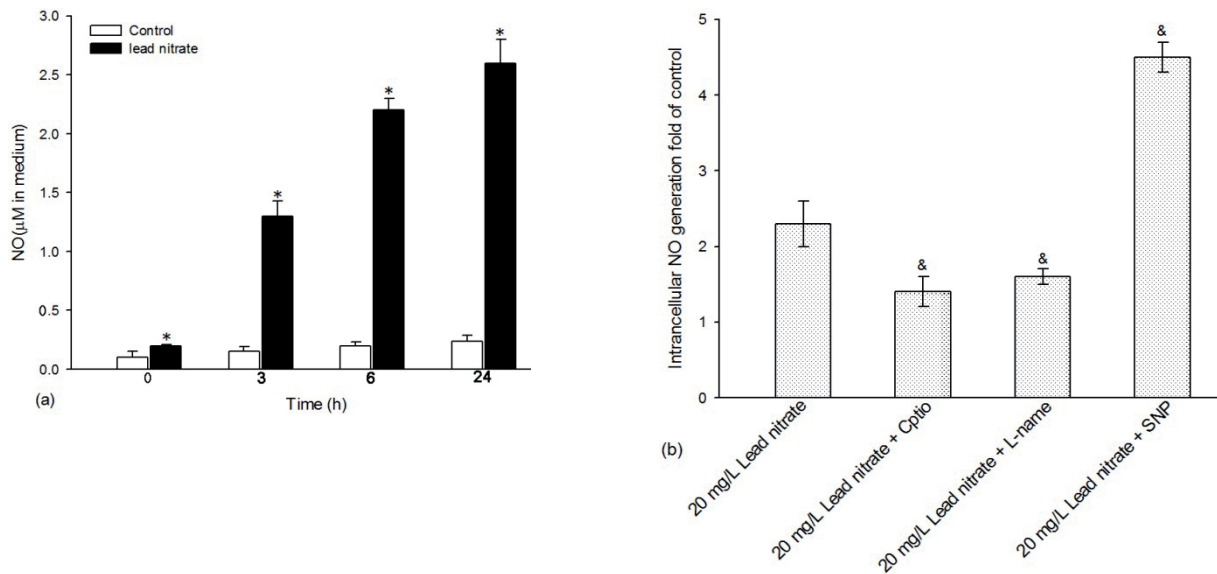 3.0
2.5
2.0
1.5
1.0
0.5
0.0
NO(μM in medium)
Control
lead nitrate
*
*
*
*
0
3
6
24
Time (h)
(a)
5
4
3
2
1
0
Intrancellular NO generation fold of control
&
&
&
20 mg/L Lead nitrate
20 mg/L Lead nitrate + Cptio
20 mg/L Lead nitrate + L-name
20 mg/L Lead nitrate + SNP
(b)